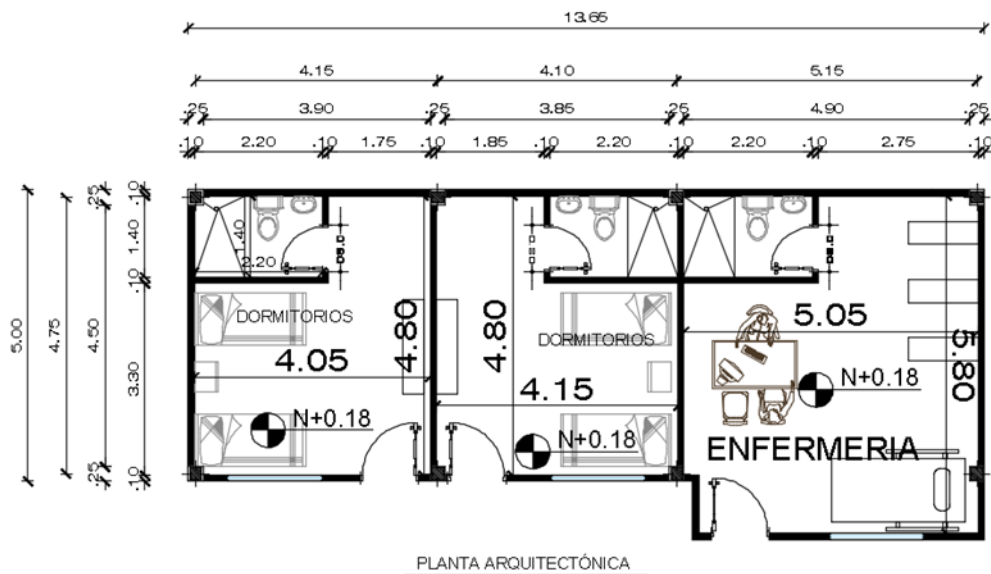 13.65
4.15 4.10 5.15
.25 3.90 .25 3.85 .25 4.90 .25
.10 2.20 .10 1.75 .10 1.85 .10 2.20 .10 2.20 .10 2.75 .10
5.00
4.75
.25 4.50 .25
.10 1.40 .10 3.30 .10
1.40
2.20
DORMITORIOS
4.05
4.80
N+0.18
4.80
DORMITORIOS
4.15
N+0.18
5.05
5.80
N+0.18
ENFERMERIA
PLANTA ARQUITECTÓNICA